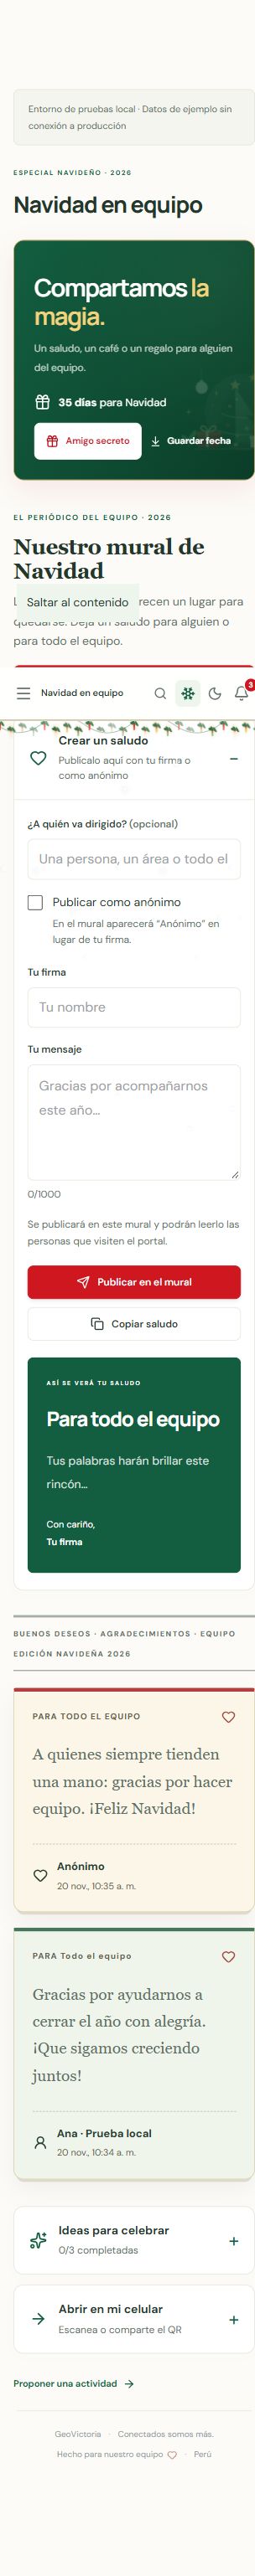 Entorno de pruebas local · Datos de ejemplo sin
conexión a producción
ESPECIAL NAVIDEÑO · 2026
Navidad en equipo
Compartamos la
magia.
Un saludo, un café o un regalo para alguien
del equipo.
35 días para Navidad
Amigo secreto
Guardar fecha
EL PERIÓDICO DEL EQUIPO · 2026
Nuestro mural de
Navidad
Saltar al contenido
recen un lugar para
quedarse. Deja un saludo para alguien o
para todo el equipo.
Navidad en equipo
3
Crear un saludo
Publícalo aquí con tu firma o
como anónimo
¿A quién va dirigido? (opcional)
Una persona, un área o todo el
Publicar como anónimo
En el mural aparecerá “Anónimo” en
lugar de tu firma.
Tu firma
Tu nombre
Tu mensaje
Gracias por acompañarnos
este año...
0/1000
Se publicará en este mural y podrán leerlo las
personas que visiten el portal.
Publicar en el mural
Copiar saludo
ASÍ SE VERÁ TU SALUDO
Para todo el equipo
Tus palabras harán brillar este
rincón...
Con cariño,
Tu firma
BUENOS DESEOS · AGRADECIMIENTOS · EQUIPO
EDICIÓN NAVIDEÑA 2026
PARA TODO EL EQUIPO
A quienes siempre tienden
una mano: gracias por hacer
equipo. ¡Feliz Navidad!
Anónimo
20 nov., 10:35 a. m.
PARA Todo el equipo
Gracias por ayudarnos a
cerrar el año con alegría.
¡Que sigamos creciendo
juntos!
Ana · Prueba local
20 nov., 10:34 a. m.
Ideas para celebrar
0/3 completadas
Abrir en mi celular
Escanea o comparte el QR
Proponer una actividad
GeoVictoria · Conectados somos más.
Hecho para nuestro equipo · Perú